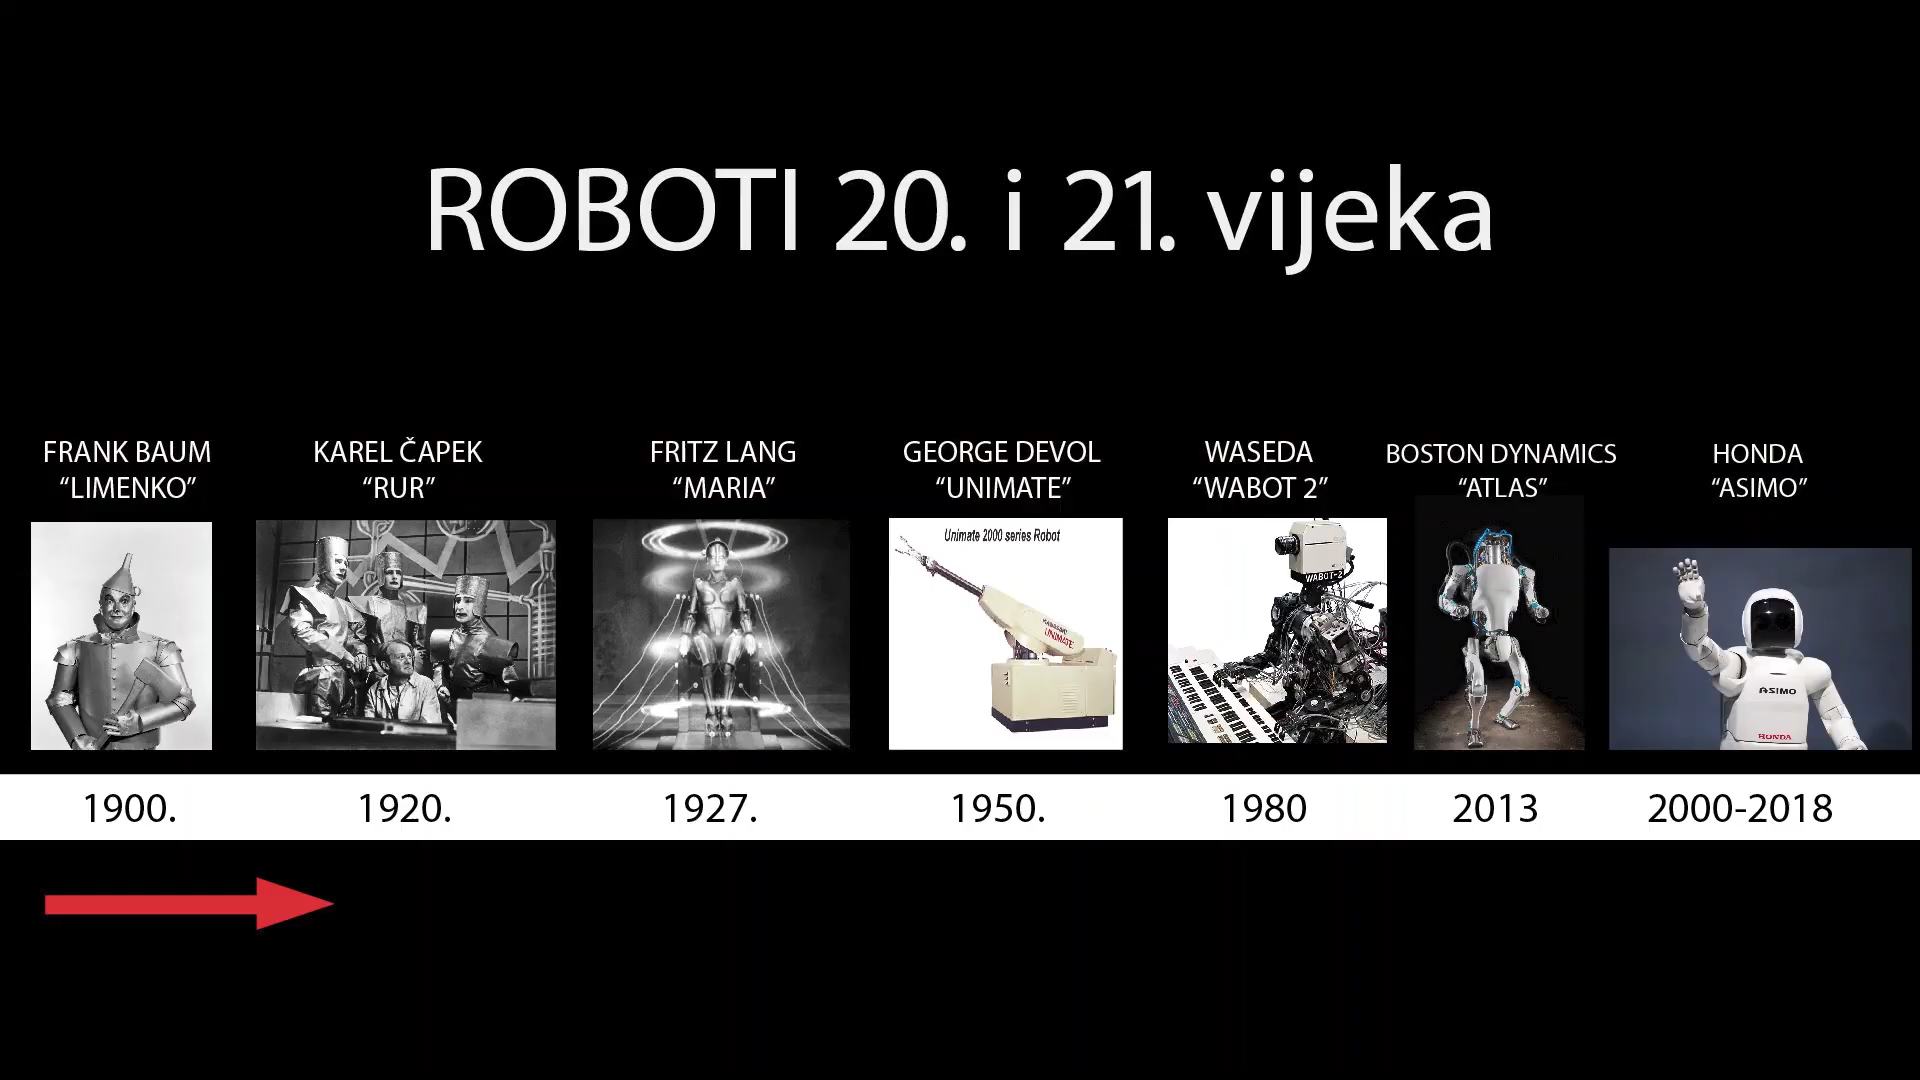 ROBOTI 20. i 21. vijeka
FRANK BAUM
“LIMENKO”
KAREL ČAPEK
“RUR”
FRITZ LANG
“MARIA”
GEORGE DEVOL
“UNIMATE”
WASEDA
“WABOT 2”
BOSTON DYNAMICS
“ATLAS”
HONDA
“ASIMO”
Unimate 2000 series Robot
UNIMATE
WABOT-2
ASIMO
HONDA
1900.
1920.
1927.
1950.
1980
2013
2000-2018